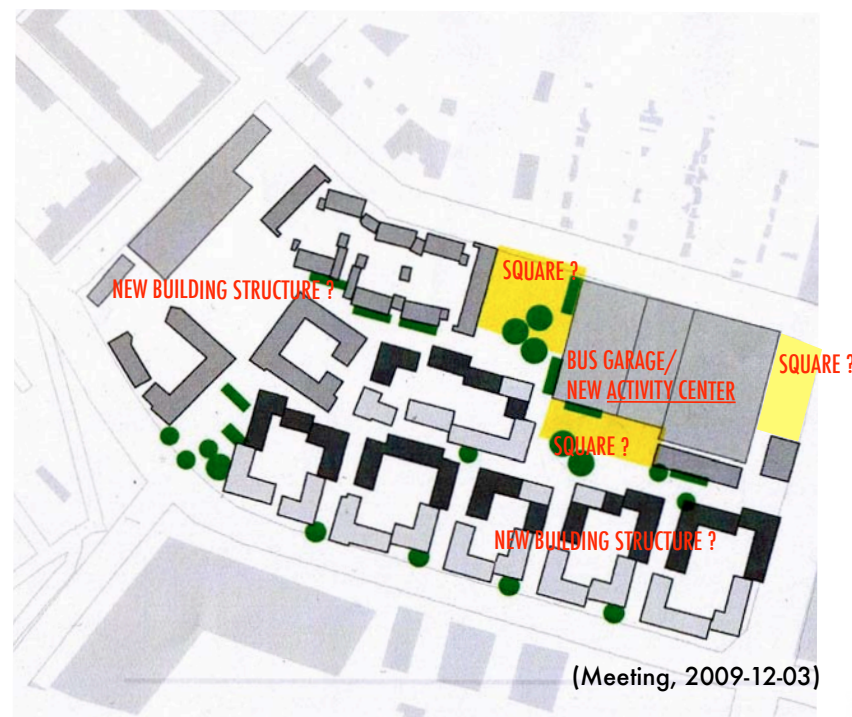 SQUARE ?
NEW BUILDING STRUCTURE ?
BUS GARAGE/
NEW ACTIVITY CENTER
SQUARE ?
SQUARE ?
NEW BUILDING STRUCTURE ?
(Meeting, 2009-12-03)